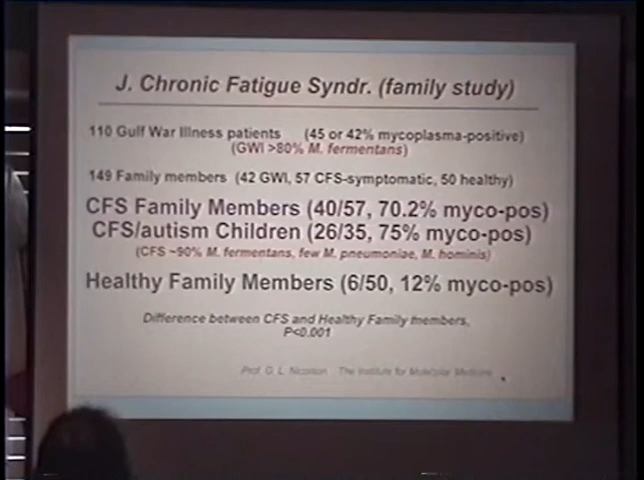 J. Chronic Fatigue Syndr. (family study)
110 Gulf War Illness patients (45 or 42% mycoplasma-positive)
(GWI >80% M. fermentans)
149 Family members (42 GWI, 57 CFS-symptomatic, 50 healthy)
CFS Family Members (40/57, 70.2% myco-pos)
CFS/autism Children (26/35, 75% myco-pos)
(CFS ~90% M. fermentans, few M. pneumoniae, M. hominis)
Healthy Family Members (6/50, 12% myco-pos)
Difference between CFS and Healthy Family members,
P<0.001
Prof. G. L. Nicolson The Institute for Molecular Medicine